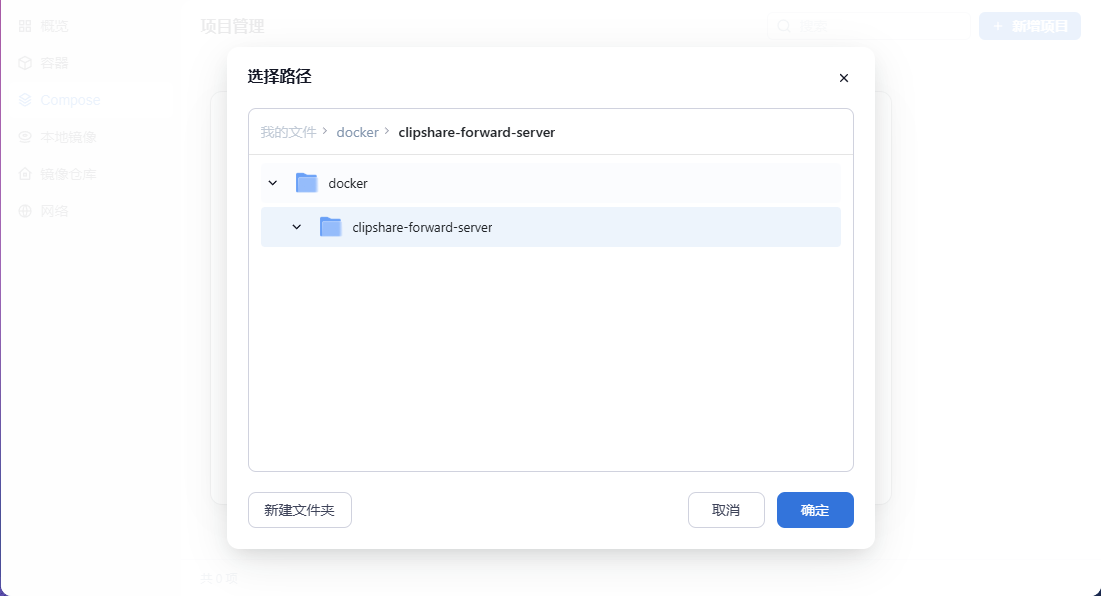 概览
项目管理
搜索
+ 新增项目
容器
Compose
本地镜像
镜像仓库
网络
选择路径
我的文件 > docker > clipshare-forward-server
docker
clipshare-forward-server
新建文件夹
取消
确定
共 0 项